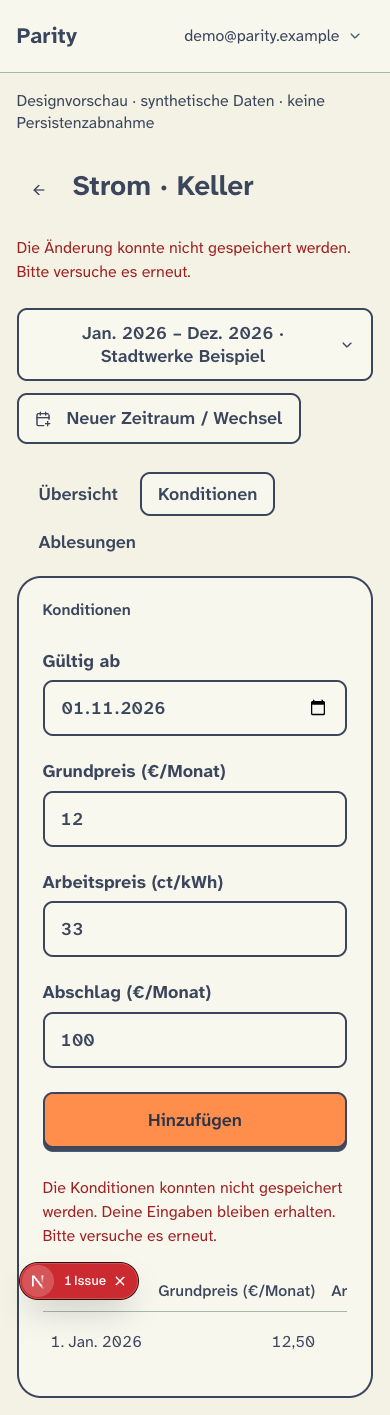 Parity
demo@parity.example
Designvorschau · synthetische Daten · keine
Persistenzabnahme
Strom · Keller
Die Änderung konnte nicht gespeichert werden.
Bitte versuche es erneut.
Jan. 2026 – Dez. 2026 ·
Stadtwerke Beispiel
Neuer Zeitraum / Wechsel
Übersicht
Konditionen
Ablesungen
Konditionen
Gültig ab
01.11.2026
Grundpreis (€/Monat)
12
Arbeitspreis (ct/kWh)
33
Abschlag (€/Monat)
100
Hinzufügen
Die Konditionen konnten nicht gespeichert
werden. Deine Eingaben bleiben erhalten.
Bitte versuche es erneut.
N 1 Issue
Grundpreis (€/Monat) Ar
1. Jan. 2026 12,50